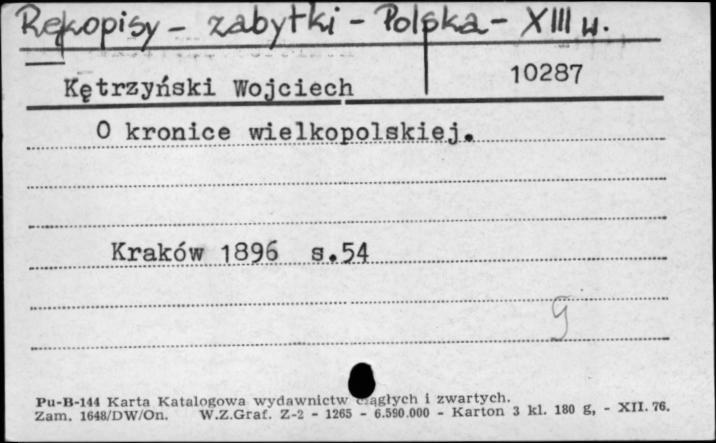 Rękopisy - zabytki - Polska - XIII w.
Kętrzyński Wojciech 10287
O kronice wielkopolskiej.
Kraków 1896 s.54
g
Pu-B-144 Karta Katalogowa wydawnictw ciągłych i zwartych.
Zam. 1648/DW/On. W.Z.Graf. Z-2 - 1265 - 6.590.000 - Karton 3 kl. 180 g, - XII. 76.